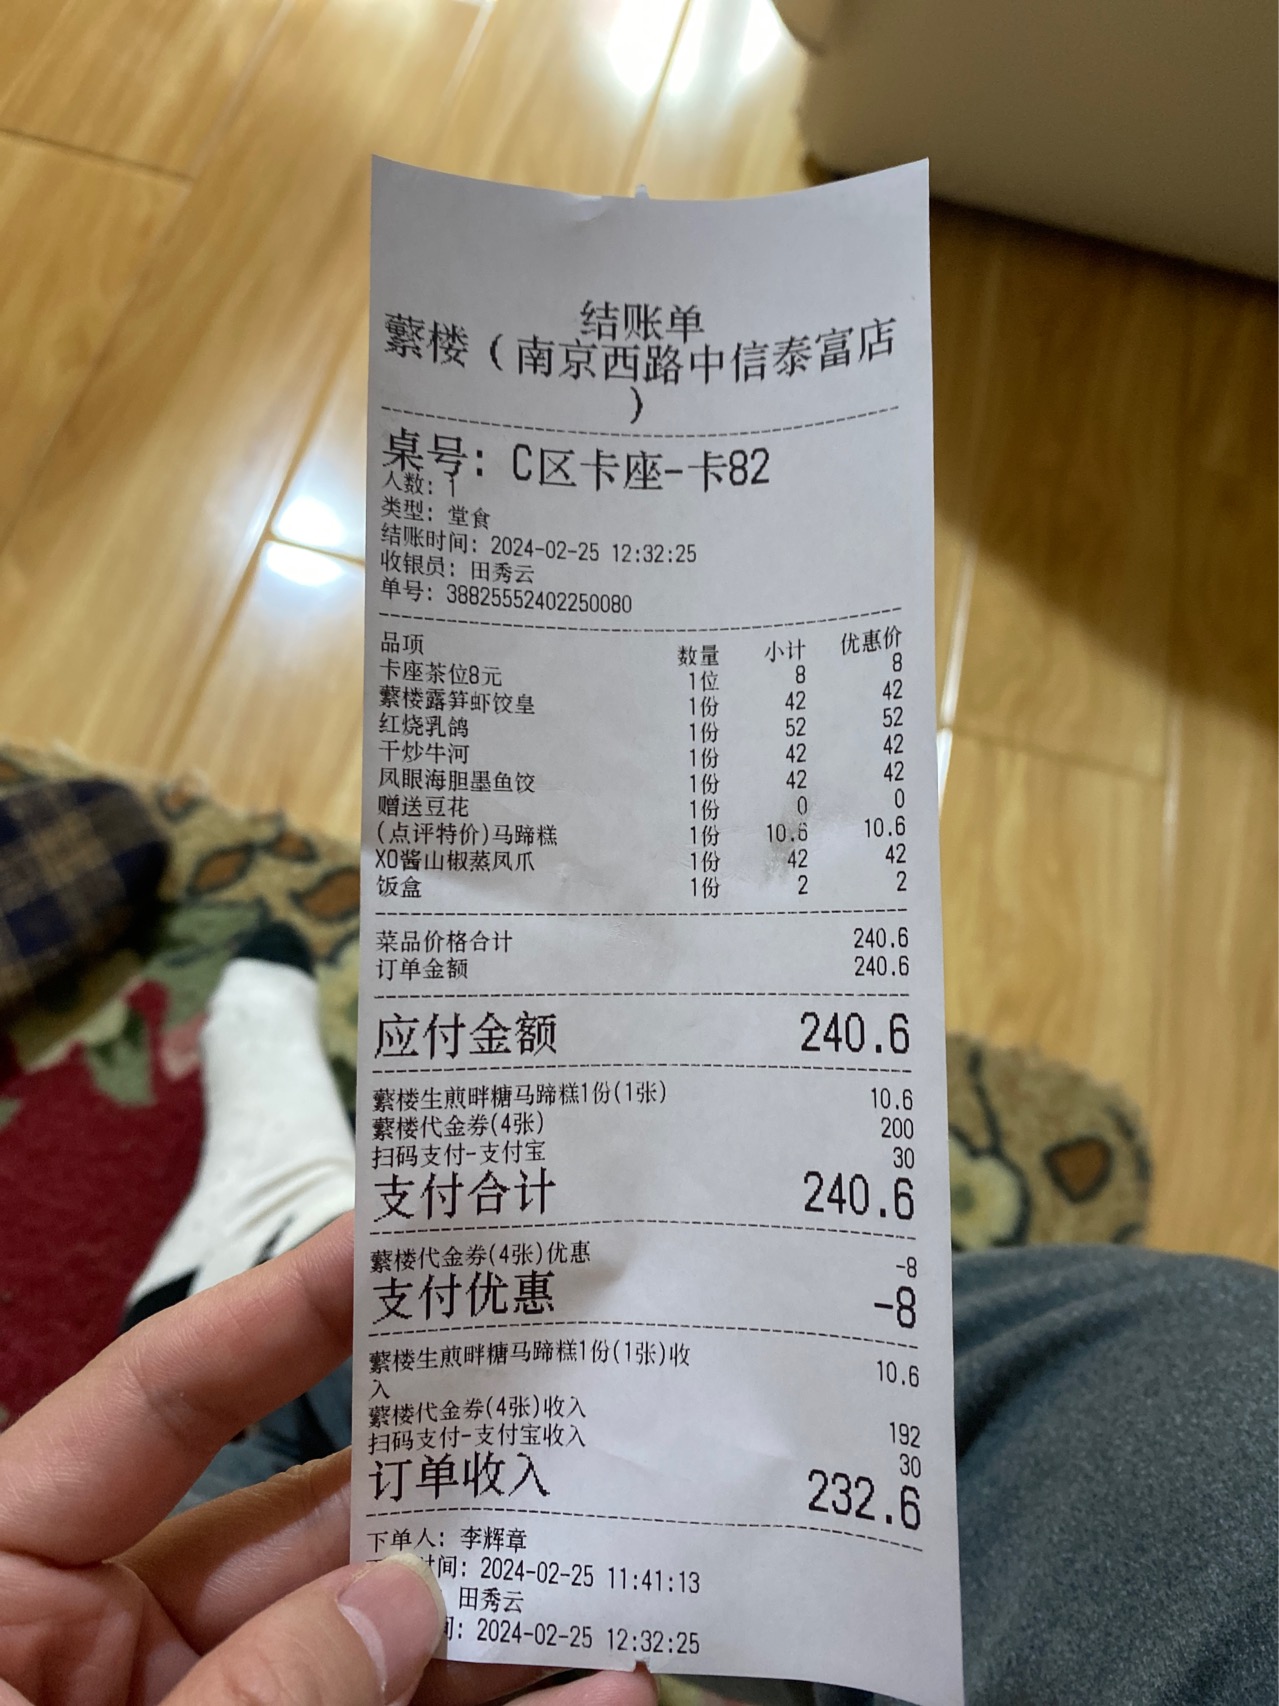 结账单
蘩楼（南京西路中信泰富店
）
桌号：C区卡座-卡82
人数：1
类型：堂食
结账时间：2024-02-25 12:32:25
收银员：田秀云
单号：38825552402250080
品项 数量 小计 优惠价
卡座茶位8元 1位 8 8
蘩楼露笋虾饺皇 1份 42 42
红烧乳鸽 1份 52 52
干炒牛河 1份 42 42
凤眼海胆墨鱼饺 1份 42 42
赠送豆花 1份 0 0
(点评特价)马蹄糕 1份 10.6 10.6
XO酱山椒蒸凤爪 1份 42 42
饭盒 1份 2 2
菜品价格合计 240.6
订单金额 240.6
应付金额 240.6
蘩楼生煎畔糖马蹄糕1份(1张) 10.6
蘩楼代金券(4张) 200
扫码支付-支付宝 30
支付合计 240.6
蘩楼代金券(4张)优惠 -8
支付优惠 -8
蘩楼生煎畔糖马蹄糕1份(1张)收 10.6
入
蘩楼代金券(4张)收入 192
扫码支付-支付宝收入 30
订单收入 232.6
下单人：李辉章
时间：2024-02-25 11:41:13
田秀云
间：2024-02-25 12:32:25